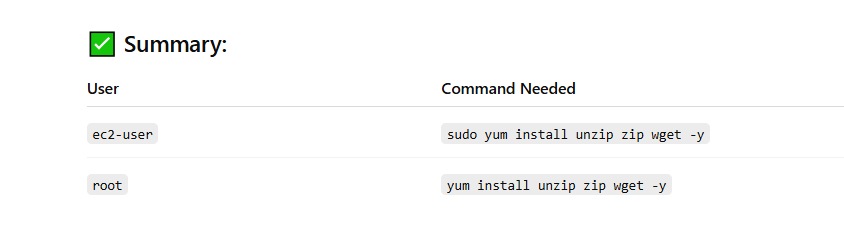 ✅ Summary:
User Command Needed
ec2-user sudo yum install unzip zip wget -y
root yum install unzip zip wget -y